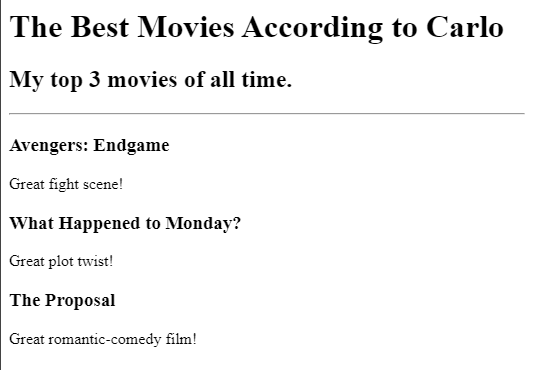 The Best Movies According to Carlo
My top 3 movies of all time.
Avengers: Endgame
Great fight scene!
What Happened to Monday?
Great plot twist!
The Proposal
Great romantic-comedy film!